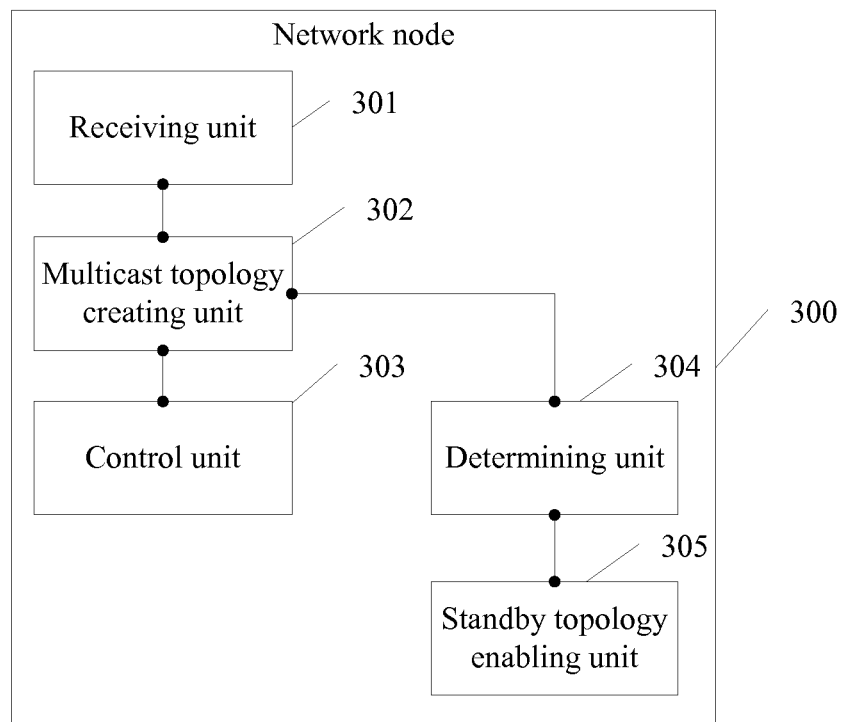 Network node
301
Receiving unit
302
Multicast topology
creating unit
300
303
304
Control unit
Determining unit
305
Standby topology
enabling unit